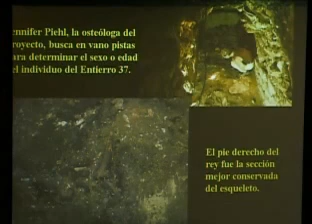 ennifer Piehl, la osteóloga del
royecto, busca en vano pistas
ara determinar el sexo o edad
el individuo del Entierro 37.
El pie derecho del
rey fue la sección
mejor conservada
del esqueleto.